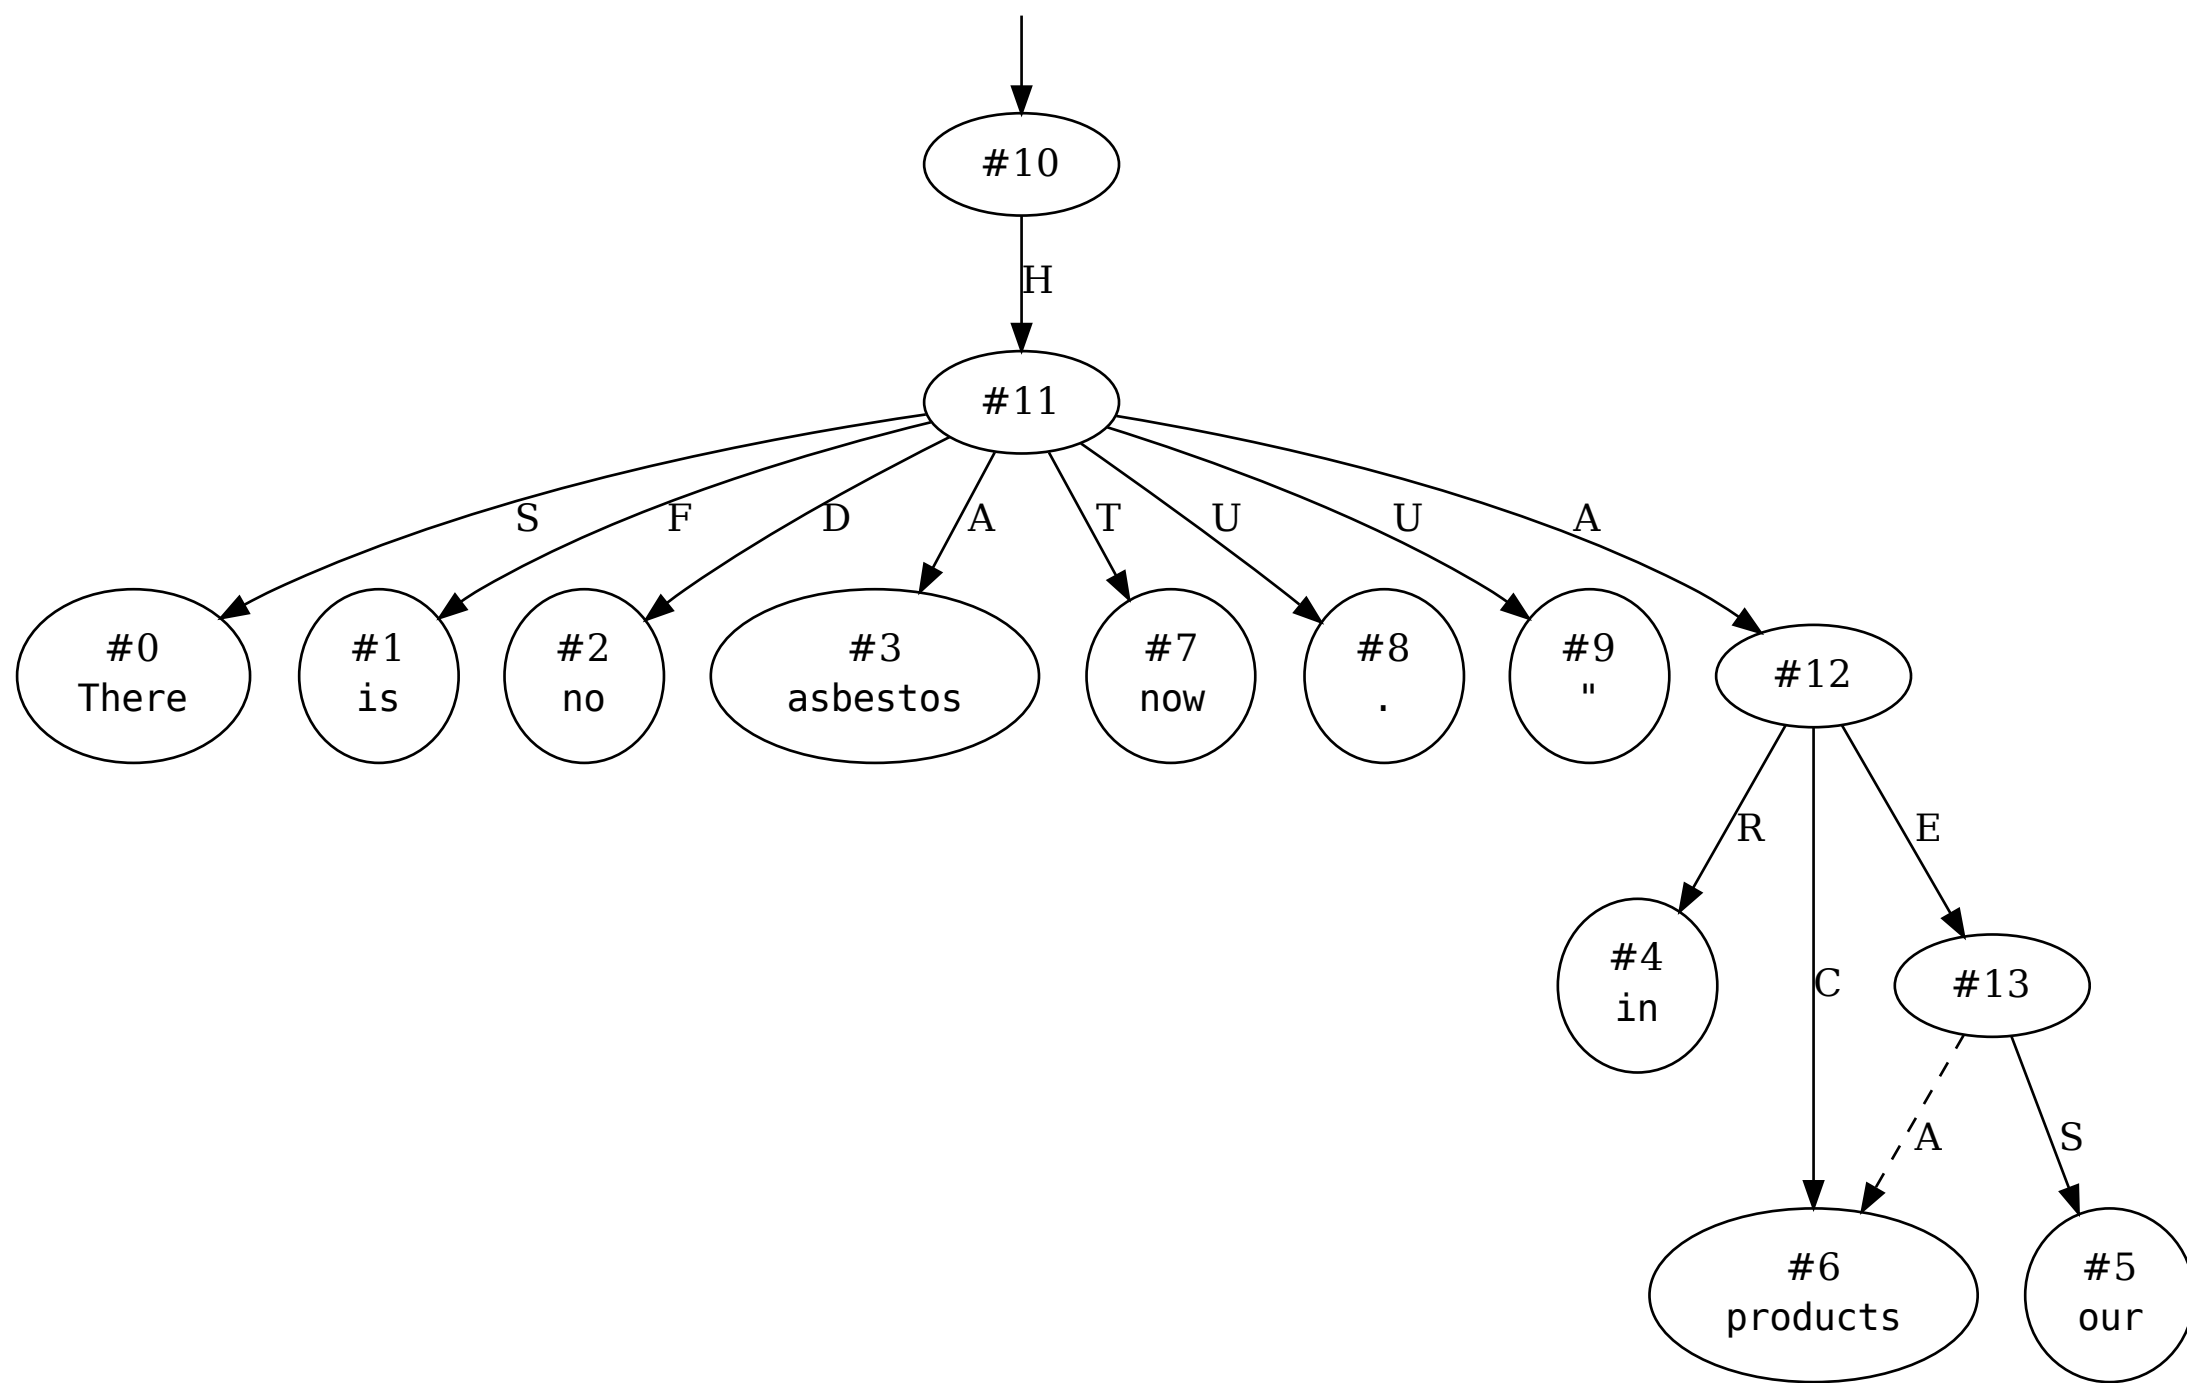 #10
H
#11
S
F
D
A
T
U
U
A
#0
There
#1
is
#2
no
#3
asbestos
#7
now
#8
.
#9
"
#12
R
E
C
#4
in
#13
A
S
#6
products
#5
our